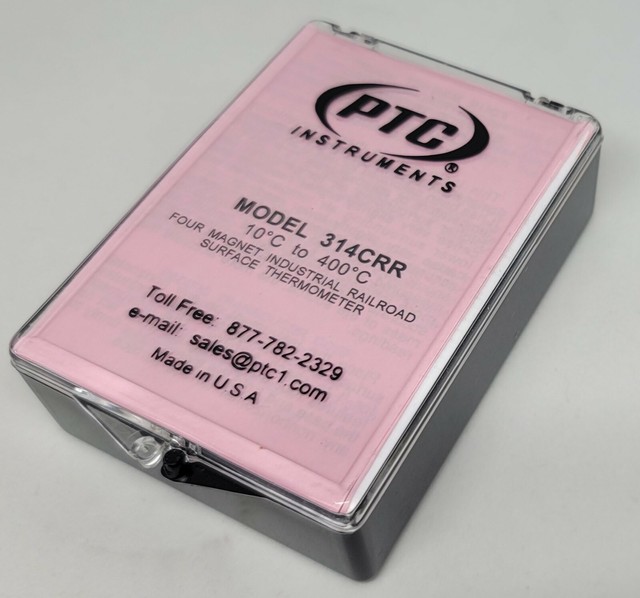 PTC®
INSTRUMENTS
MODEL 314CRR
10°C to 400°C
FOUR MAGNET INDUSTRIAL RAILROAD
SURFACE THERMOMETER
Toll Free: 877-782-2329
e-mail: sales@ptc1.com
Made in U S A